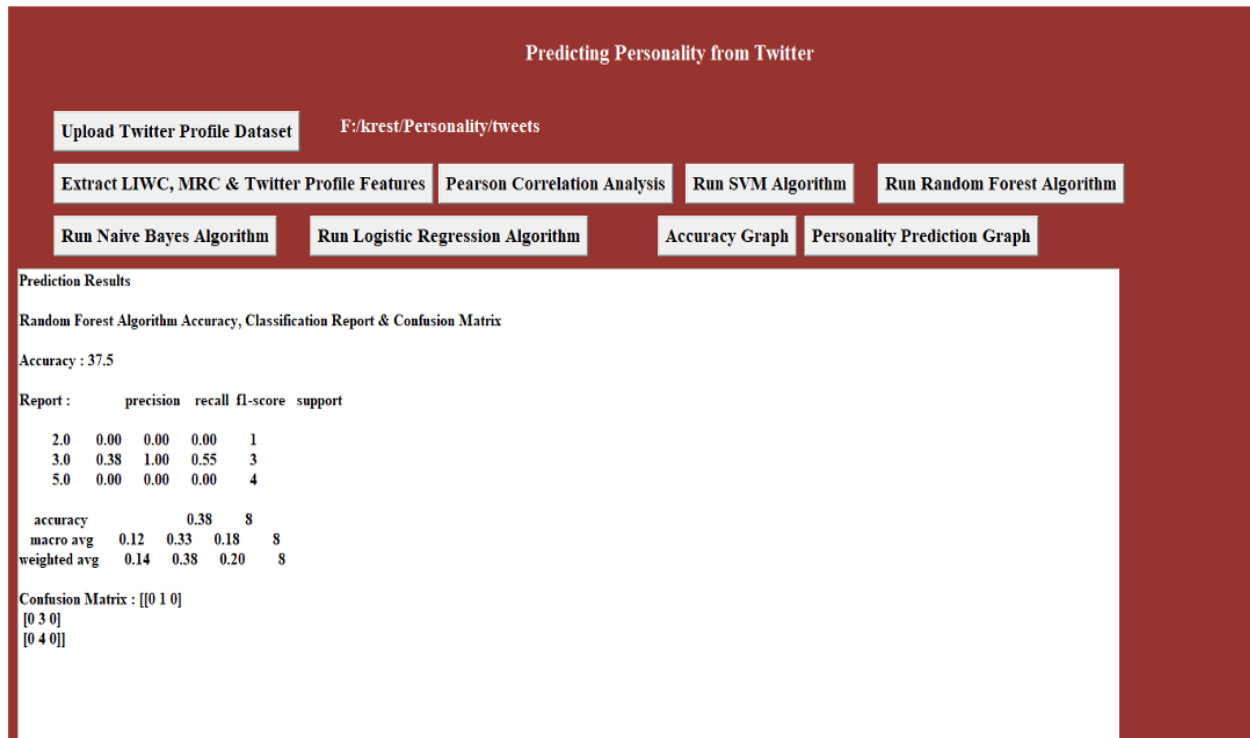 Predicting Personality from Twitter
Upload Twitter Profile Dataset F:/krest/Personality/tweets
Extract LIWC, MRC & Twitter Profile Features Pearson Correlation Analysis Run SVM Algorithm Run Random Forest Algorithm
Run Naive Bayes Algorithm Run Logistic Regression Algorithm Accuracy Graph Personality Prediction Graph
Prediction Results
Random Forest Algorithm Accuracy, Classification Report & Confusion Matrix
Accuracy : 37.5
Report : precision recall f1-score support
2.0 0.00 0.00 0.00 1
3.0 0.38 1.00 0.55 3
5.0 0.00 0.00 0.00 4
accuracy 0.38 8
macro avg 0.12 0.33 0.18 8
weighted avg 0.14 0.38 0.20 8
Confusion Matrix : [[0 1 0]
[0 3 0]
[0 4 0]]